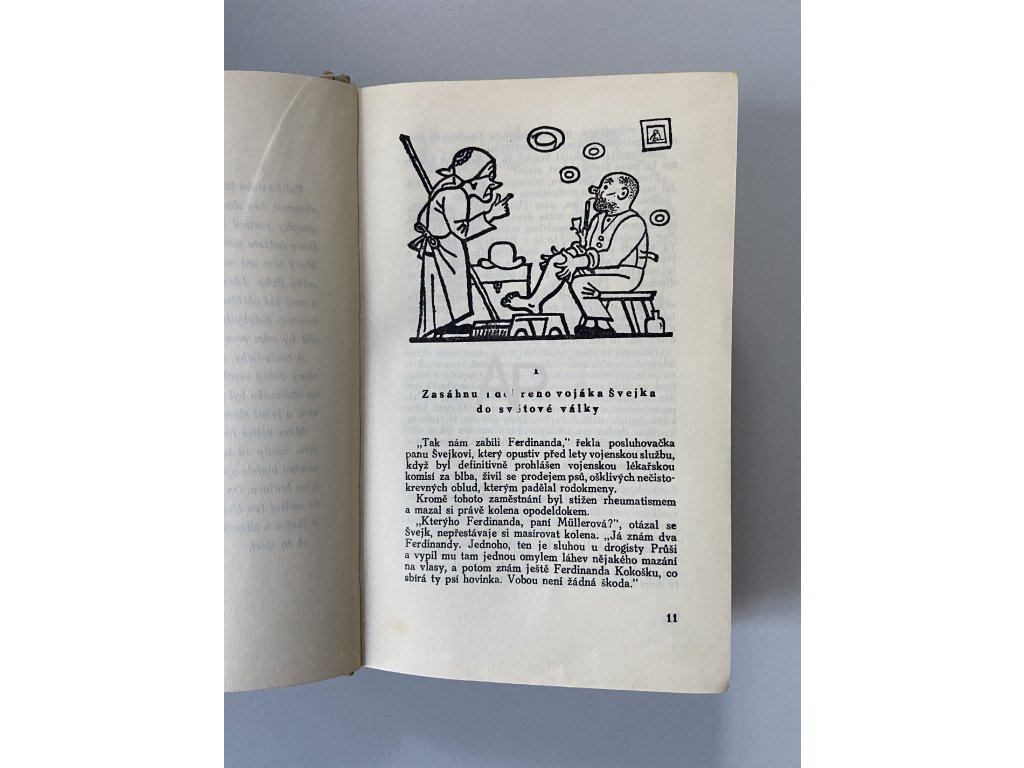 1
Zasáhnutí dobrého vojáka Švejka
do světové války
„Tak nám zabili Ferdinanda,“ řekla posluhovačka
panu Švejkovi, který opustiv před lety vojenskou službu,
když byl definitivně prohlášen vojenskou lékařskou
komisí za blba, živil se prodejem psů, ošklivých nečisto-
krevných oblud, kterým padělal rodokmeny.
Kromě tohoto zaměstnání byl stižen rheumatismem
a mazal si právě kolena opodeldokem.
„Kterýho Ferdinanda, paní Müllerová?“, otázal se
Švejk, nepřestávaje si masírovat kolena. „Já znám dva
Ferdinandy. Jednoho, ten je sluhou u drogisty Průši
a vypil mu tam jednou omylem láhev nějakého mazání
na vlasy, a potom znám ještě Ferdinanda Kokošku, co
sbírá ty psí hovínka. Vobou není žádná škoda.“
11